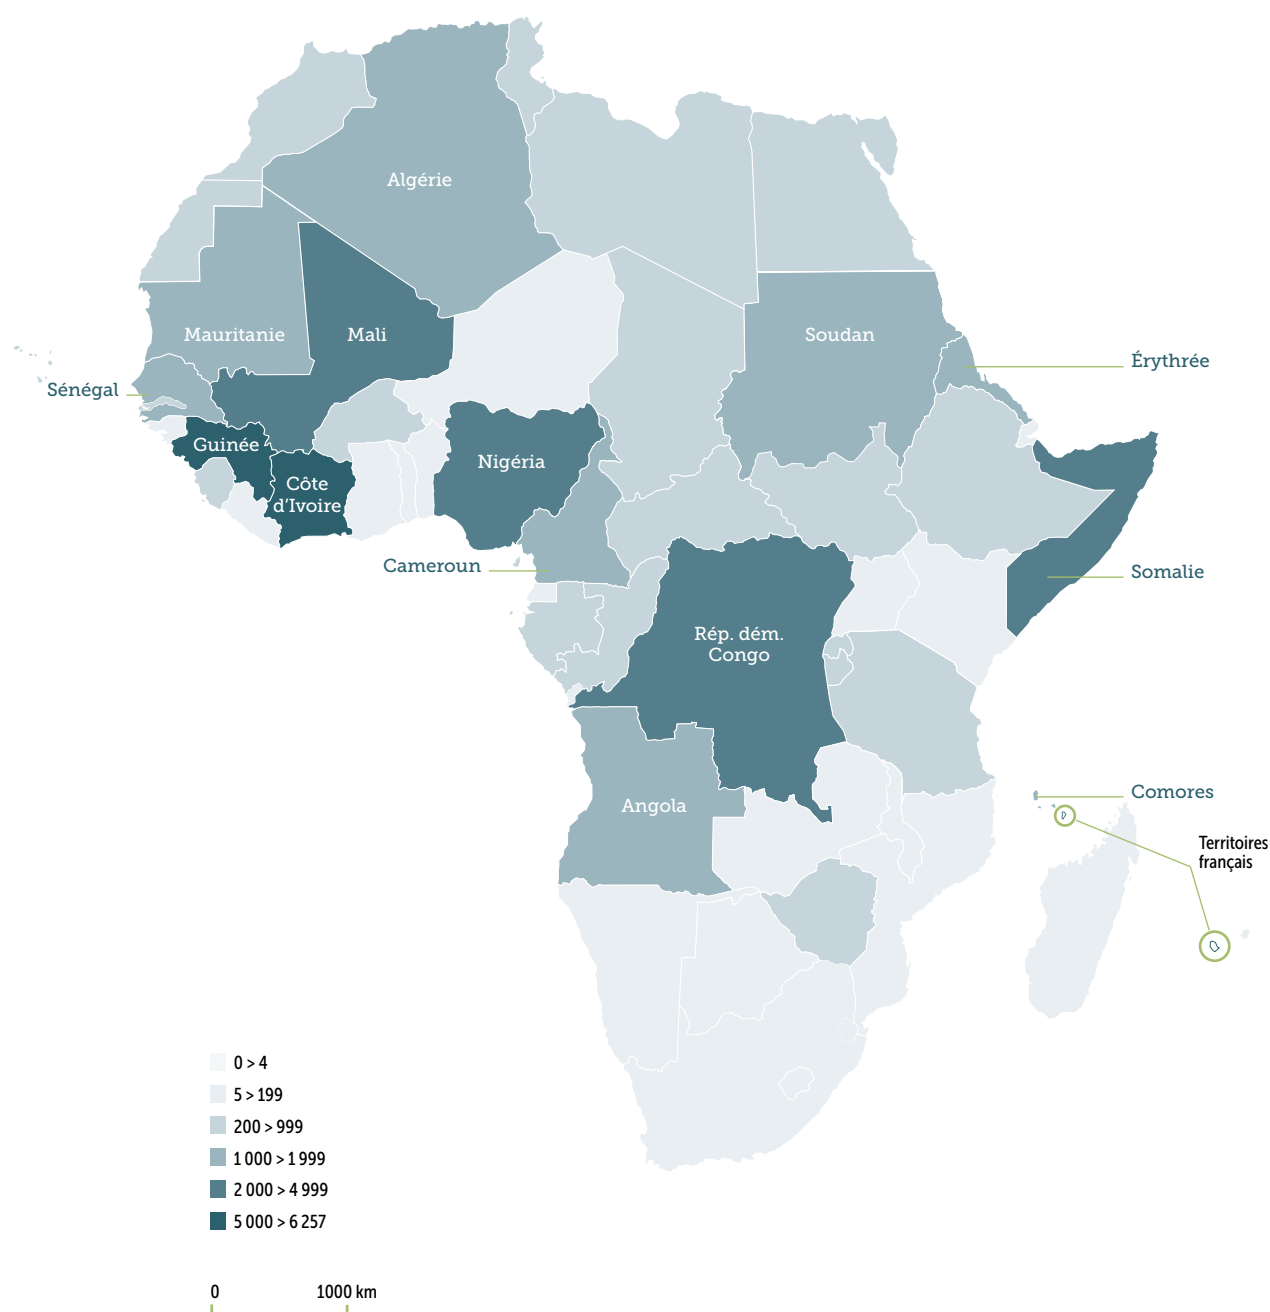 Algérie
Mauritanie
Mali
Soudan
Érythrée
Sénégal
Guinée
Nigéria
Côte
d'Ivoire
Cameroun
Somalie
Rép. dém.
Congo
Comores
Angola
Territoires
français
0 > 4
5 > 199
200 > 999
1 000 > 1 999
2 000 > 4 999
5 000 > 6 257
0
1000 km